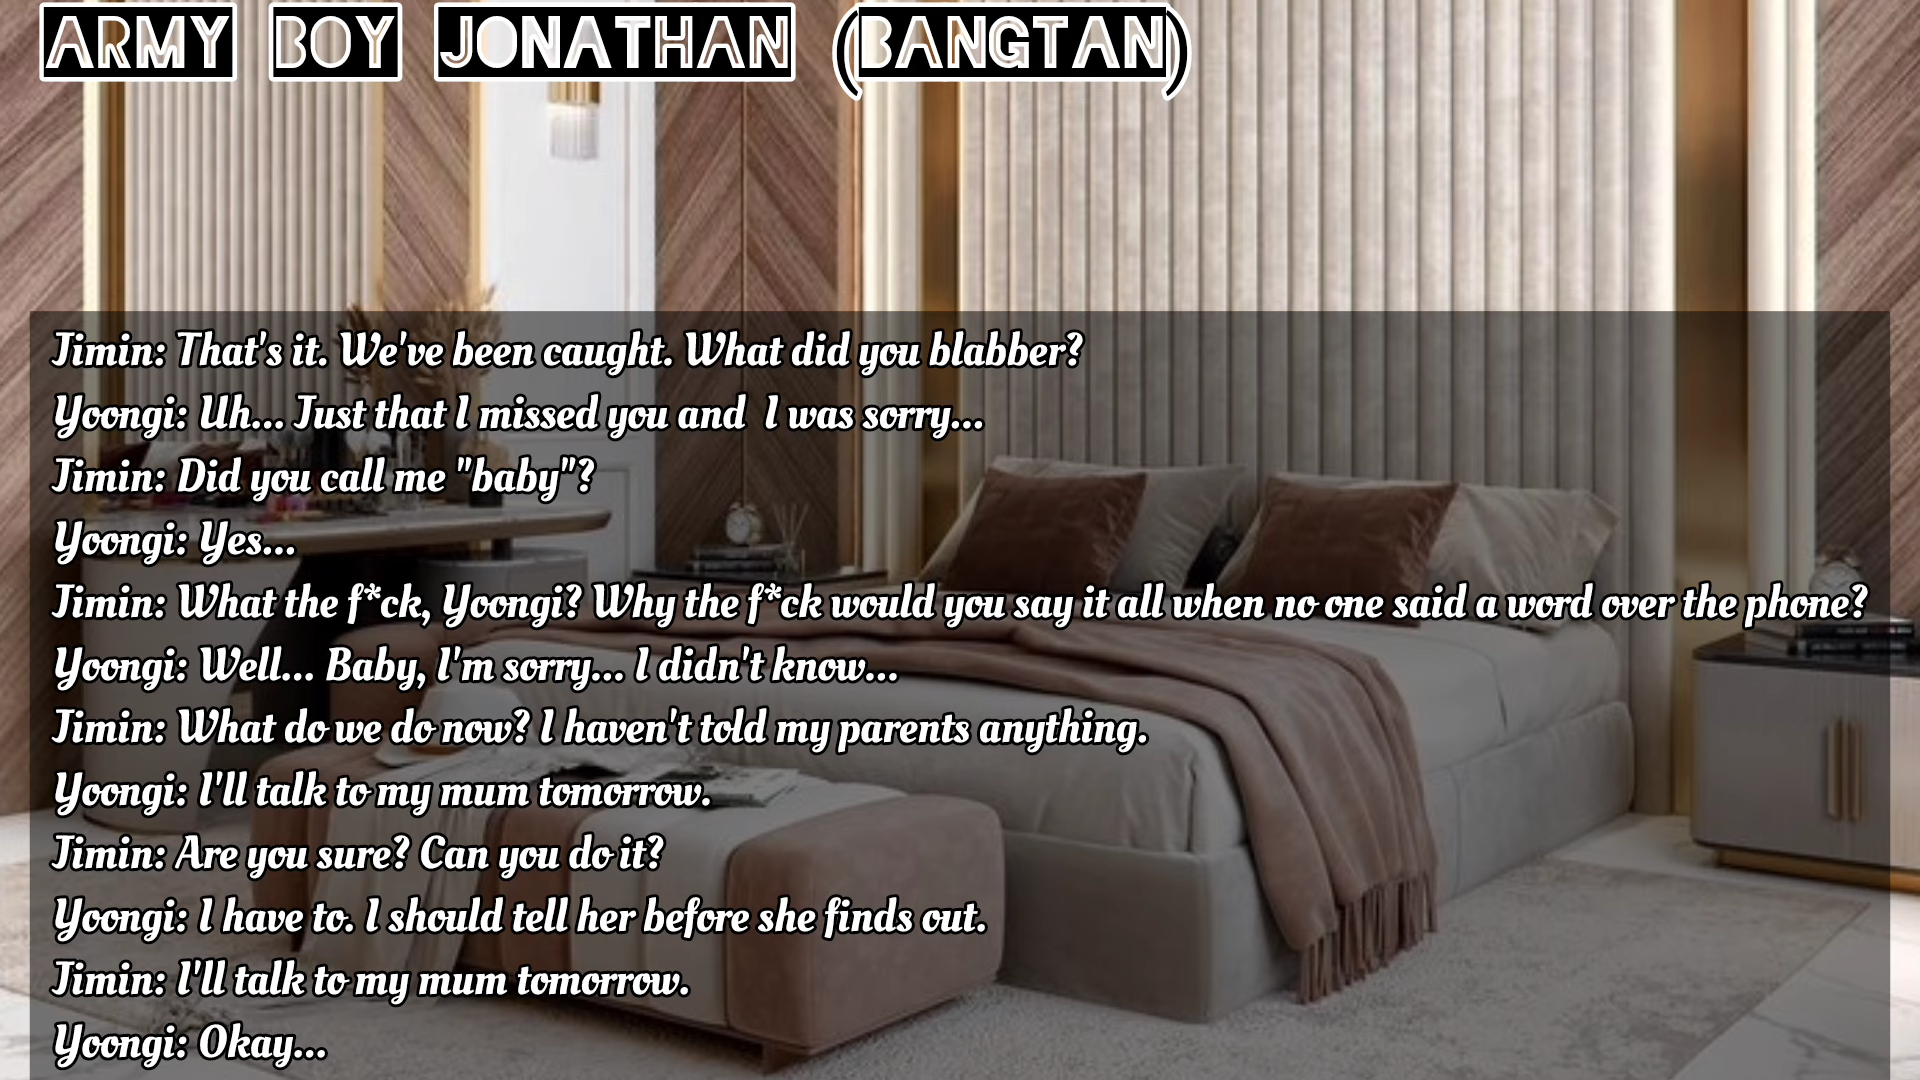 ARMY BOY JONATHAN (BANGTAN)
Jimin: That's it. We've been caught. What did you blabber?
Yoongi: Uh... Just that I missed you and  I was sorry...
Jimin: Did you call me "baby"?
Yoongi: Yes...
Jimin: What the f*ck, Yoongi? Why the f*ck would you say it all when no one said a word over the phone?
Yoongi: Well... Baby, I'm sorry... I didn't know...
Jimin: What do we do now? I haven't told my parents anything.
Yoongi: I'll talk to my mum tomorrow.
Jimin: Are you sure? Can you do it?
Yoongi: I have to. I should tell her before she finds out.
Jimin: I'll talk to my mum tomorrow.
Yoongi: Okay...